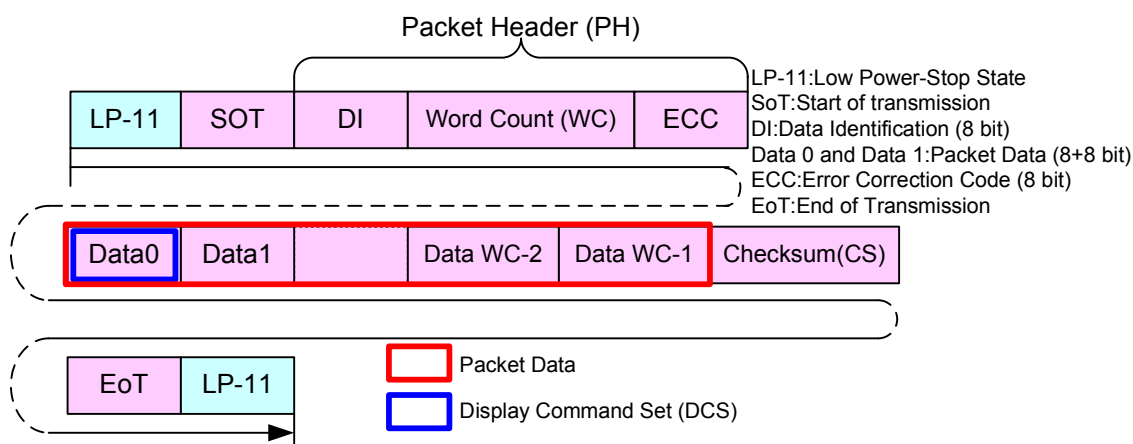 Packet Header (PH)
LP-11
SOT
DI
Word Count (WC)
ECC
LP-11:Low Power-Stop State
SoT:Start of transmission
DI:Data Identification (8 bit)
Data 0 and Data 1:Packet Data (8+8 bit)
ECC:Error Correction Code (8 bit)
EoT:End of Transmission
Data0
Data1
Data WC-2
Data WC-1
Checksum(CS)
EoT
LP-11
Packet Data
Display Command Set (DCS)